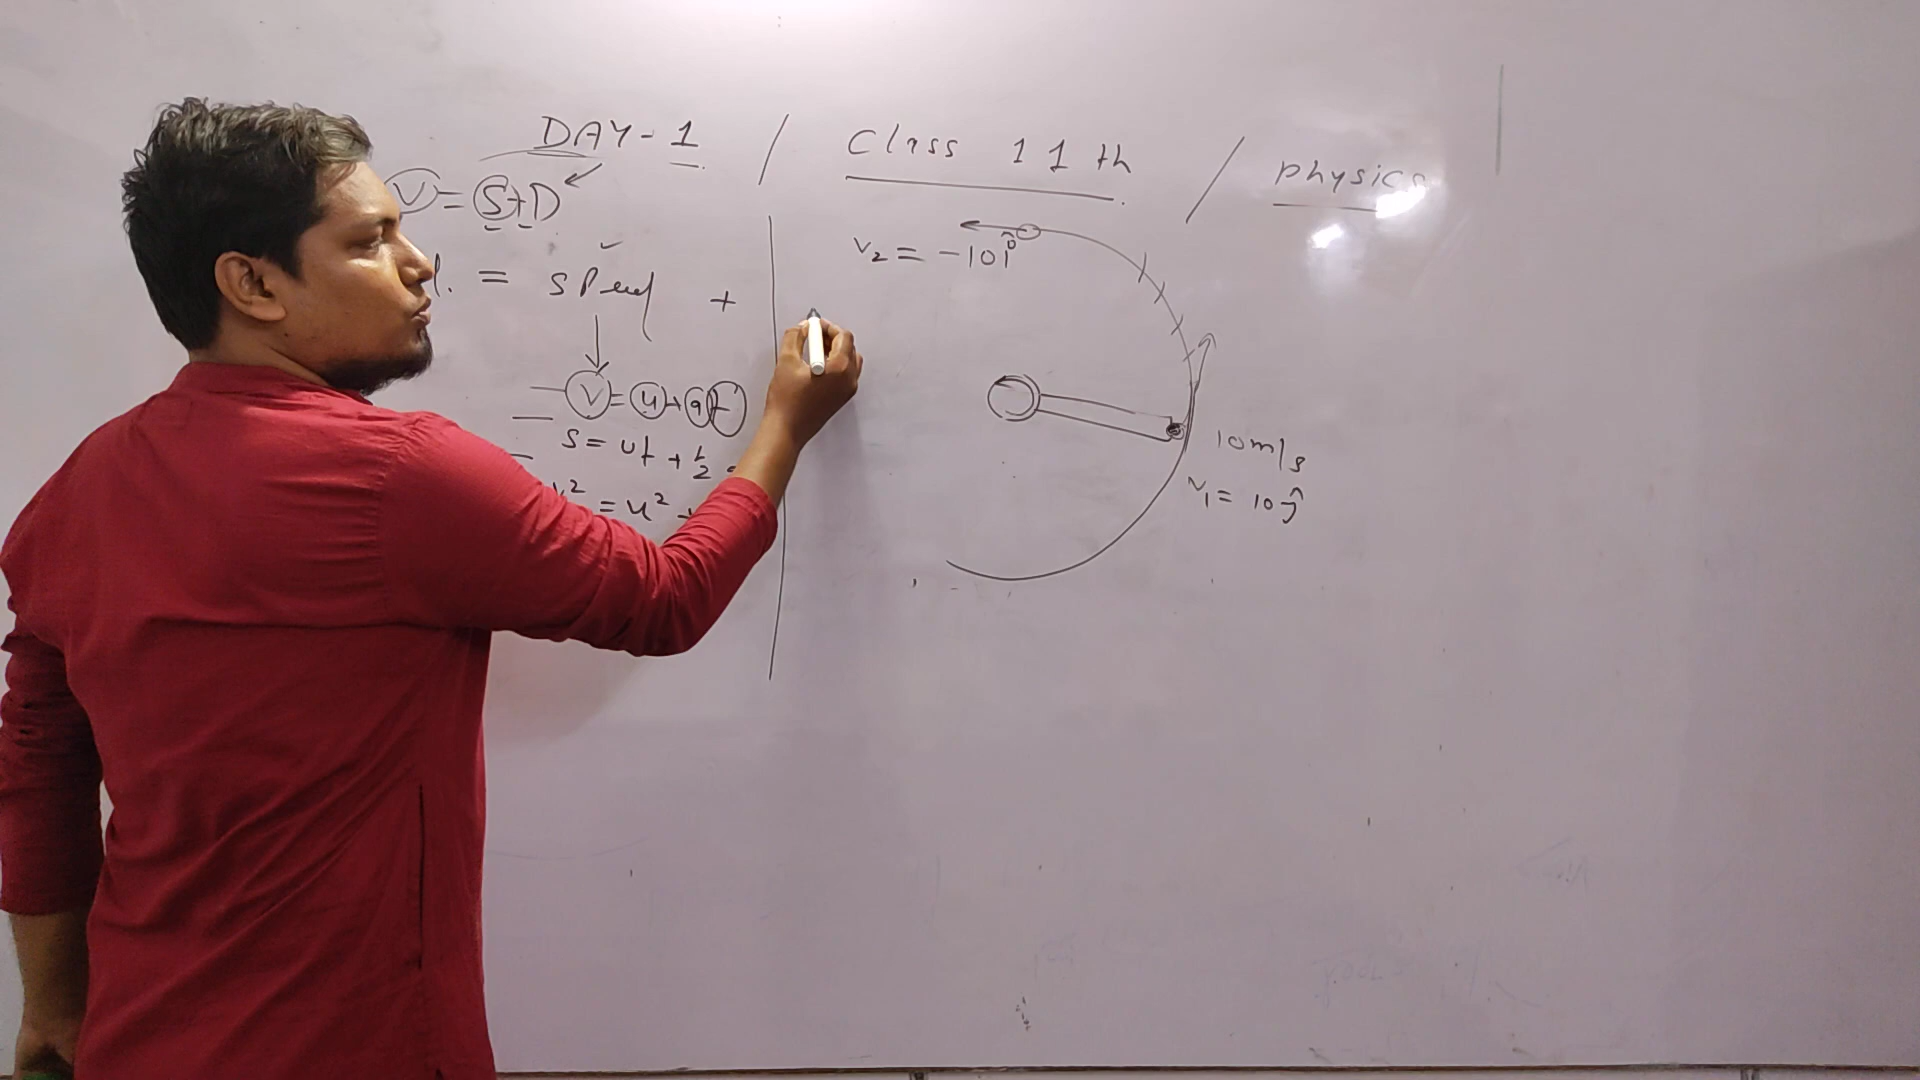 DAY-1 / Class 11th / Physics
V = S+D
= speed +
V = u + at
S = ut + 1/2
v² = u² +
v₂ = -10î
10m/s
v₁ = 10ĵ